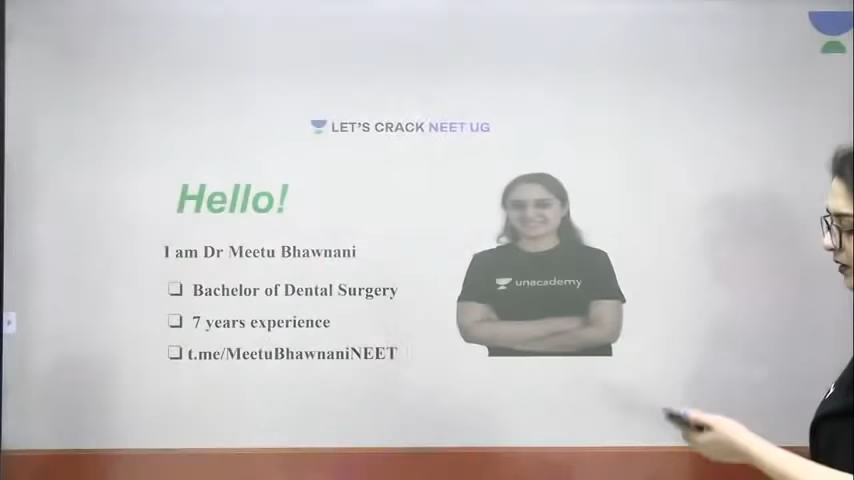 LET'S CRACK NEET UG
Hello!
I am Dr Meetu Bhawnani
Bachelor of Dental Surgery
7 years experience
t.me/MeetuBhawnaniNEET
unacademy